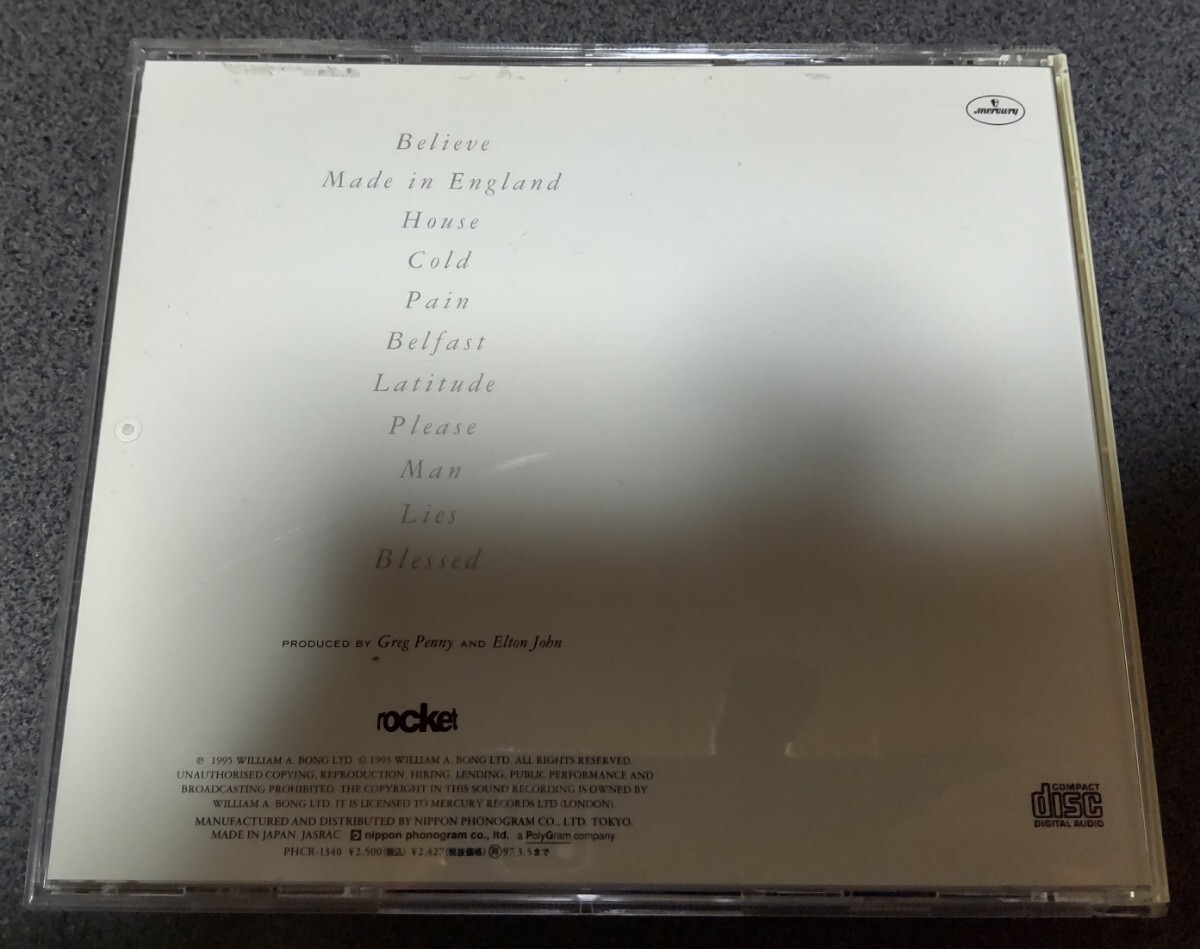 mercury
Believe
Made in England
House
Cold
Pain
Belfast
Latitude
Please
Man
Lies
Blessed
PRODUCED BY Greg Penny AND Elton John
rocket
℗ 1995 WILLIAM A. BONG LTD © 1995 WILLIAM A. BONG LTD. ALL RIGHTS RESERVED.
UNAUTHORISED COPYING, REPRODUCTION, HIRING, LENDING, PUBLIC PERFORMANCE AND
BROADCASTING PROHIBITED. THE COPYRIGHT IN THIS SOUND RECORDING IS OWNED BY
WILLIAM A. BONG LTD. IT IS LICENSED TO MERCURY RECORDS LTD (LONDON)
MANUFACTURED AND DISTRIBUTED BY NIPPON PHONOGRAM CO., LTD. TOKYO.
MADE IN JAPAN. JASRAC nippon phonogram co., ltd. a PolyGram company
PHCR-1340 ¥2,500(税込) ¥2,427(税抜価格) 再97.3.5まで
COMPACT
disc
DIGITAL AUDIO